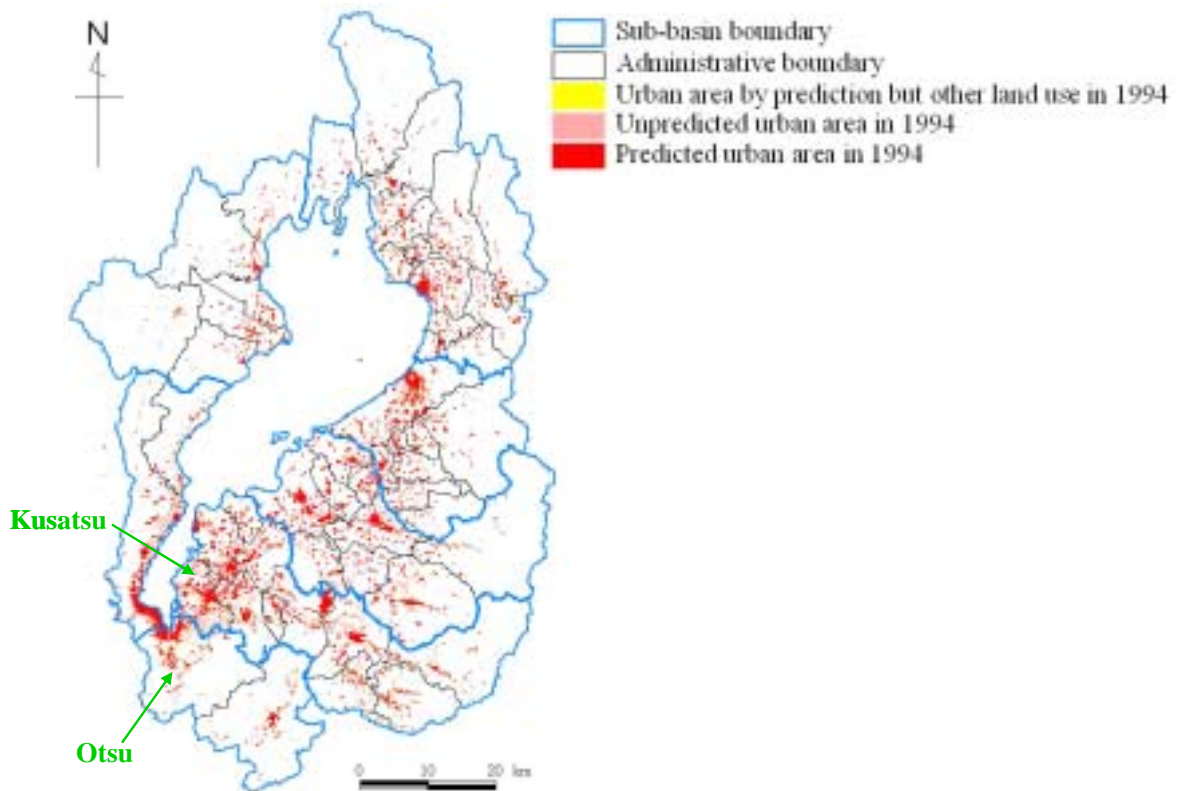 N
Sub-basin boundary
Administrative boundary
Urban area by prediction but other land use in 1994
Unpredicted urban area in 1994
Predicted urban area in 1994
Kusatsu
Otsu
0 10 20 km